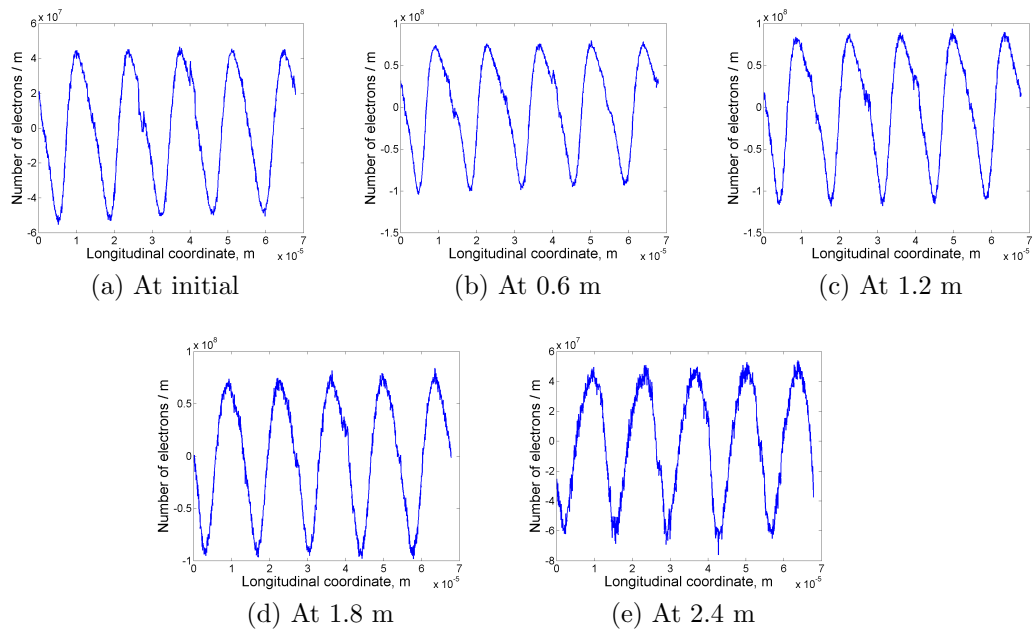 6 x 10^7
4
2
0
-2
-4
-6
Number of electrons / m
0 1 2 3 4 5 6 7
Longitudinal coordinate, m
x 10^-5
(a) At initial
1 x 10^8
0.5
0
-0.5
-1
-1.5
Number of electrons / m
0 1 2 3 4 5 6 7
Longitudinal coordinate, m
x 10^-5
(b) At 0.6 m
1 x 10^8
0.5
0
-0.5
-1
-1.5
Number of electrons / m
0 1 2 3 4 5 6 7
Longitudinal coordinate, m
x 10^-5
(c) At 1.2 m
1 x 10^8
0.5
0
-0.5
-1
Number of electrons / m
0 1 2 3 4 5 6 7
Longitudinal coordinate, m
x 10^-5
(d) At 1.8 m
6 x 10^7
4
2
0
-2
-4
-6
-8
Number of electrons / m
0 1 2 3 4 5 6 7
Longitudinal coordinate, m
x 10^-5
(e) At 2.4 m